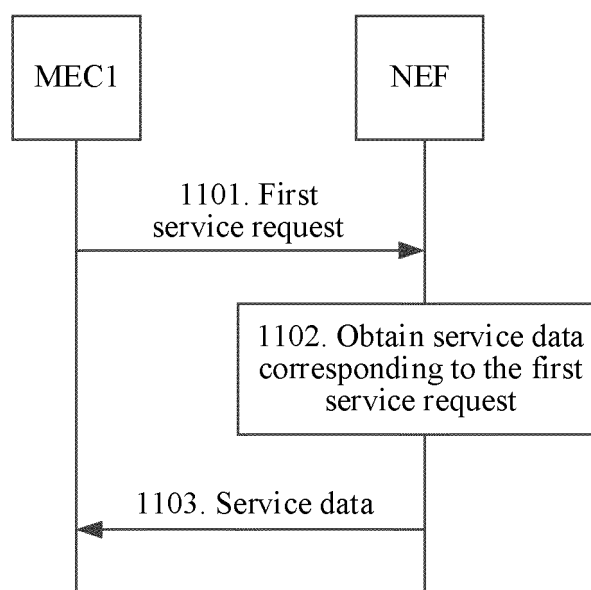 MEC1
NEF
1101. First
service request
1102. Obtain service data
corresponding to the first
service request
1103. Service data